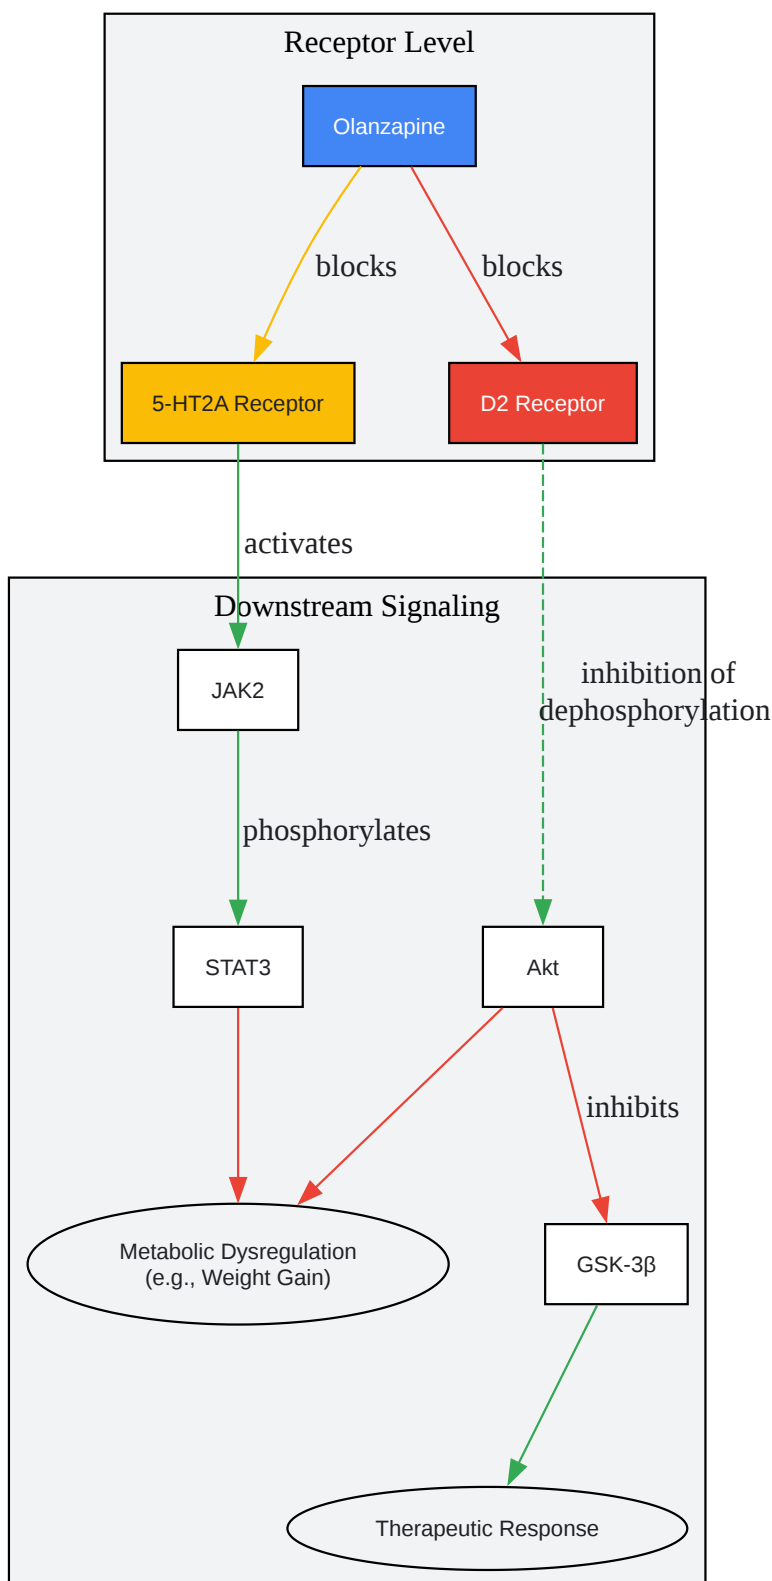 Receptor Level
Olanzapine
blocks
blocks
5-HT2A Receptor
D2 Receptor
activates
Downstream Signaling
JAK2
inhibition of
dephosphorylation
phosphorylates
STAT3
Akt
inhibits
Metabolic Dysregulation
(e.g., Weight Gain)
GSK-3β
Therapeutic Response